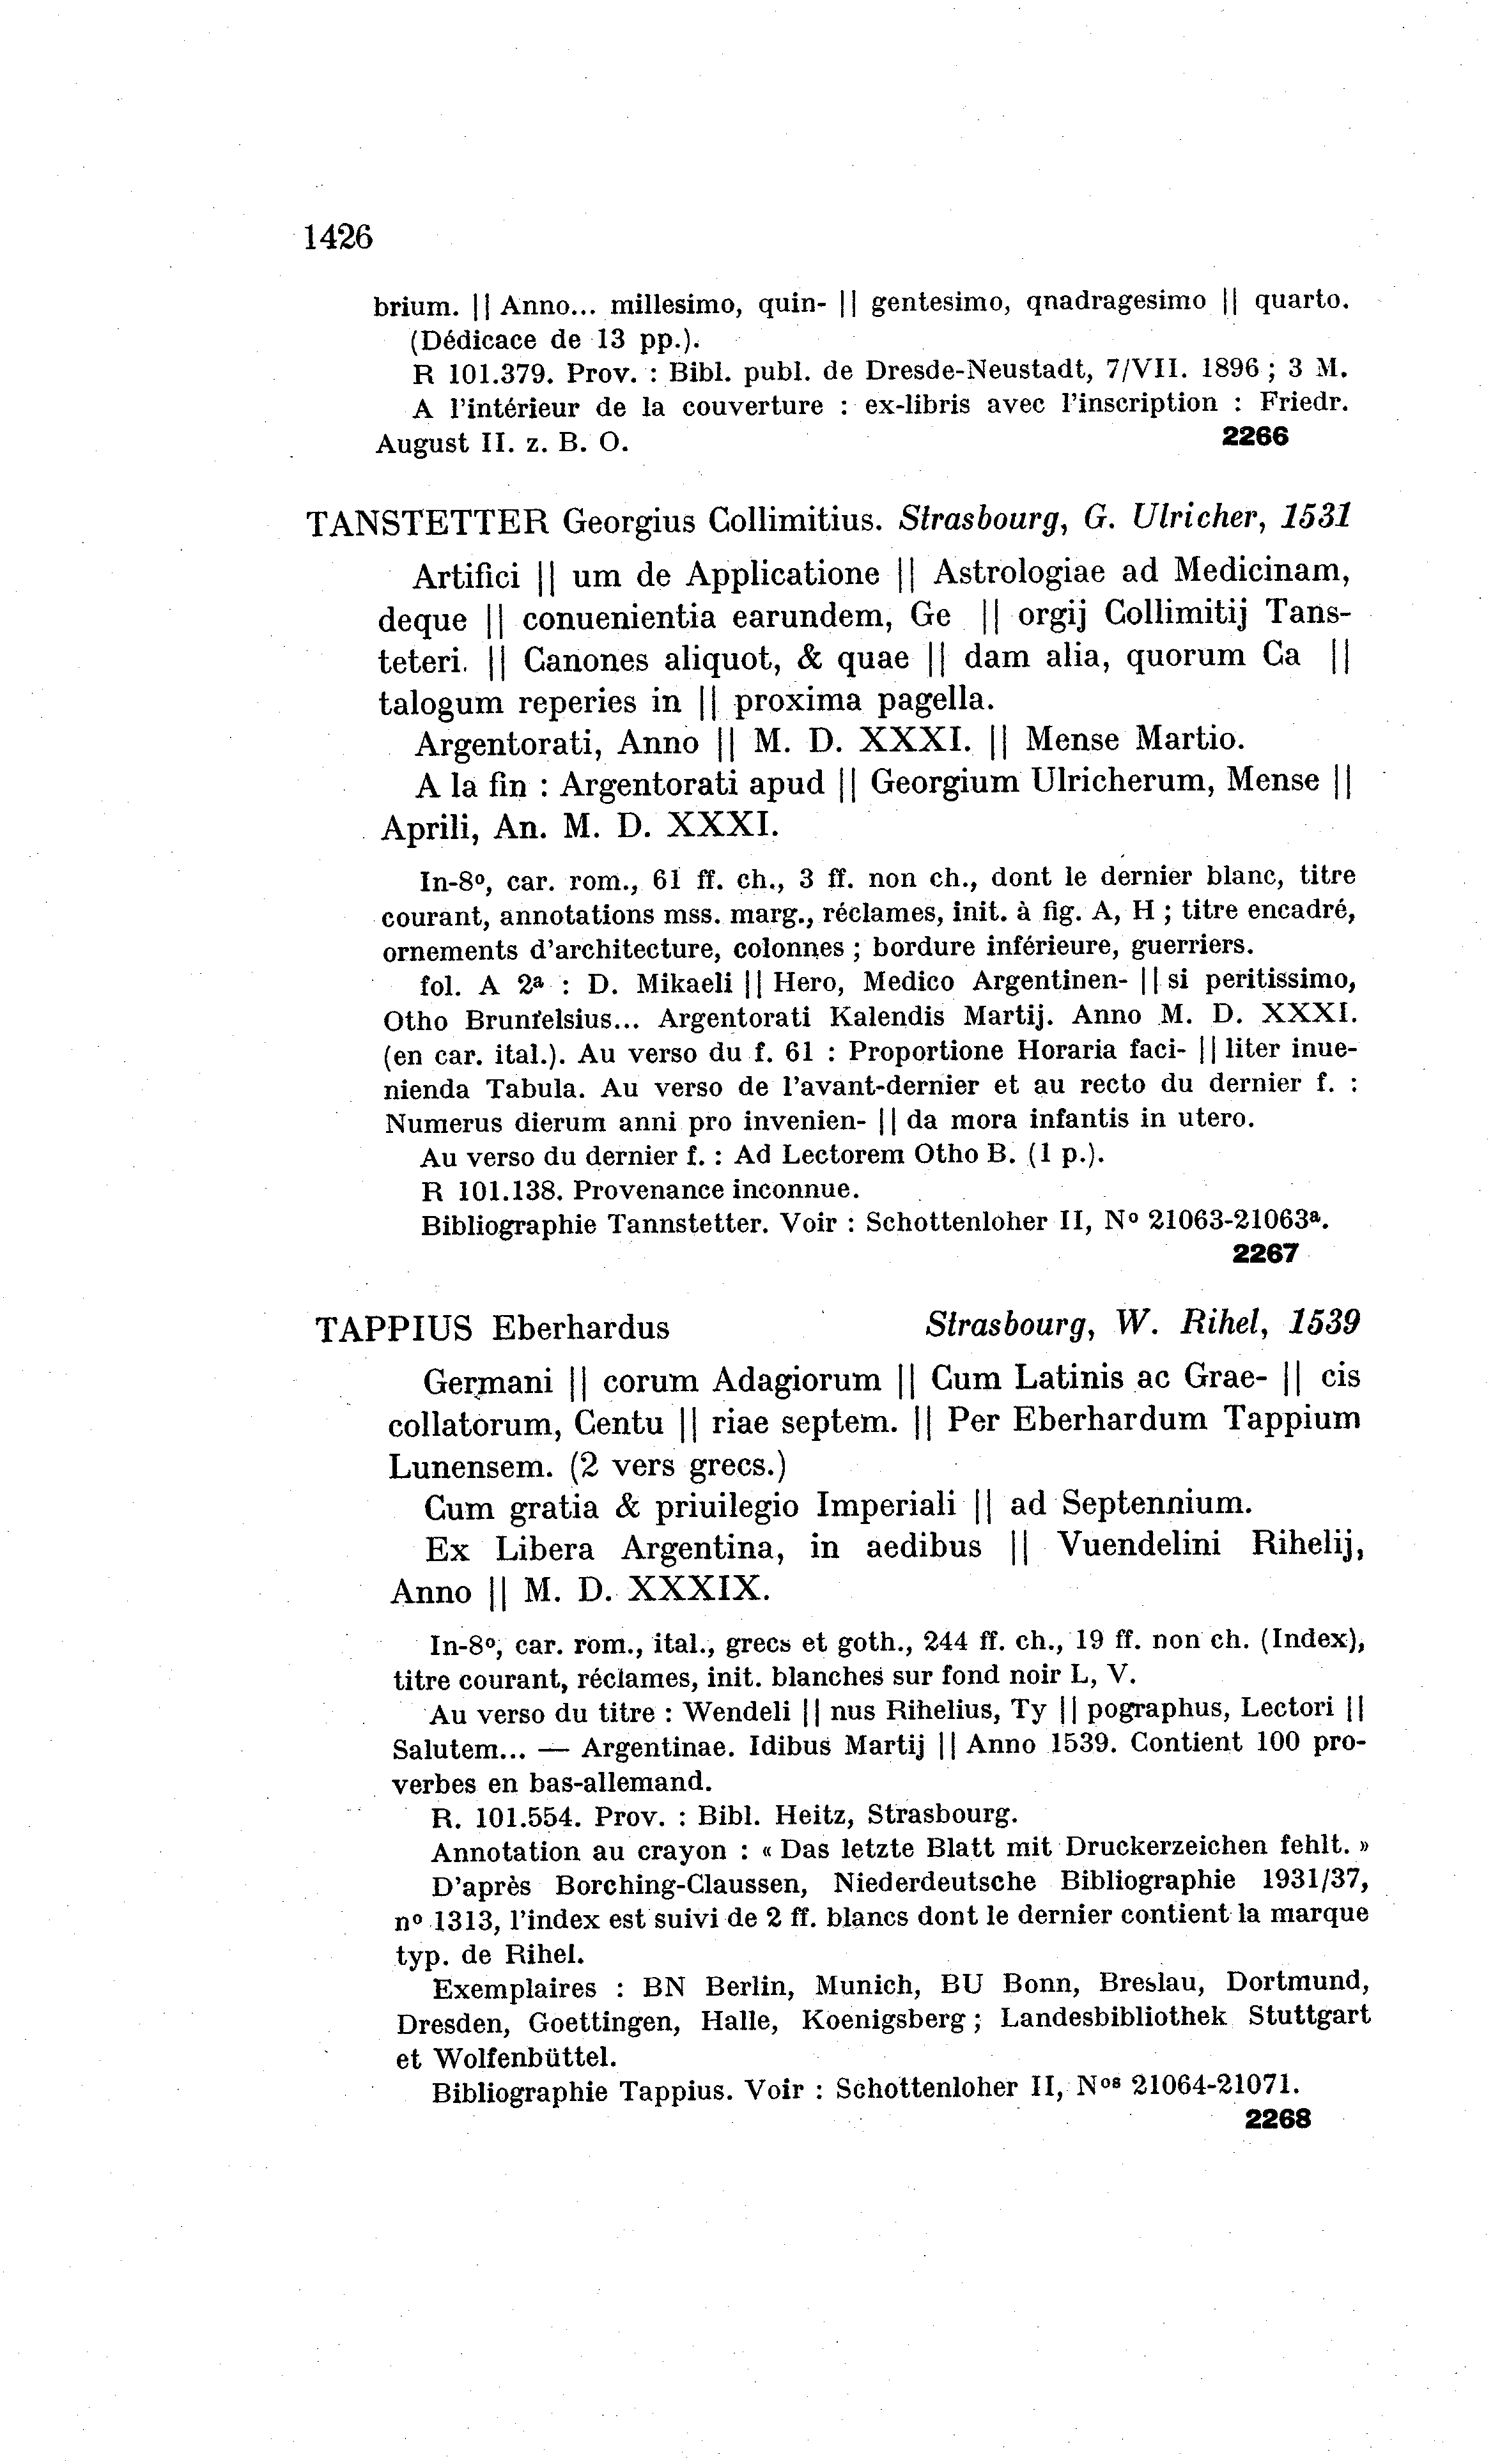 1426
brium. || Anno... millesimo, quin- || gentesimo, qnadragesimo || quarto.
(Dédicace de 13 pp.).
R 101.379. Prov. : Bibl. publ. de Dresde-Neustadt, 7/VII. 1896 ; 3 M.
A l'intérieur de la couverture : ex-libris avec l'inscription : Friedr.
August II. z. B. O. 2266
TANSTETTER Georgius Collimitius. Strasbourg, G. Ulricher, 1531
Artifici || um de Applicatione || Astrologiae ad Medicinam,
deque || conuenientia earundem, Ge || orgij Collimitij Tans-
teteri. || Canones aliquot, & quae || dam alia, quorum Ca ||
talogum reperies in || proxima pagella.
Argentorati, Anno || M. D. XXXI. || Mense Martio.
A la fin : Argentorati apud || Georgium Ulricherum, Mense ||
Aprili, An. M. D. XXXI.
In-8º, car. rom., 61 ff. ch., 3 ff. non ch., dont le dernier blanc, titre
courant, annotations mss. marg., réclames, init. à fig. A, H ; titre encadré,
ornements d'architecture, colonnes ; bordure inférieure, guerriers.
fol. A 2ª : D. Mikaeli || Hero, Medico Argentinen- || si peritissimo,
Otho Brunfelsius... Argentorati Kalendis Martij. Anno M. D. XXXI.
(en car. ital.). Au verso du f. 61 : Proportione Horaria faci- || liter inue-
nienda Tabula. Au verso de l'avant-dernier et au recto du dernier f. :
Numerus dierum anni pro invenien- || da mora infantis in utero.
Au verso du dernier f. : Ad Lectorem Otho B. (1 p.).
R 101.138. Provenance inconnue.
Bibliographie Tannstetter. Voir : Schottenloher II, Nº 21063-21063ª.
2267
TAPPIUS Eberhardus Strasbourg, W. Rihel, 1539
Germani || corum Adagiorum || Cum Latinis ac Grae- || cis
collatorum, Centu || riae septem. || Per Eberhardum Tappium
Lunensem. (2 vers grecs.)
Cum gratia & priuilegio Imperiali || ad Septennium.
Ex Libera Argentina, in aedibus || Vuendelini Rihelij,
Anno || M. D. XXXIX.
In-8º, car. rom., ital., grecs et goth., 244 ff. ch., 19 ff. non ch. (Index),
titre courant, réclames, init. blanches sur fond noir L, V.
Au verso du titre : Wendeli || nus Rihelius, Ty || pographus, Lectori ||
Salutem... — Argentinae. Idibus Martij || Anno 1539. Contient 100 pro-
verbes en bas-allemand.
R. 101.554. Prov. : Bibl. Heitz, Strasbourg.
Annotation au crayon : « Das letzte Blatt mit Druckerzeichen fehlt. »
D'après Borching-Claussen, Niederdeutsche Bibliographie 1931/37,
nº 1313, l'index est suivi de 2 ff. blancs dont le dernier contient la marque
typ. de Rihel.
Exemplaires : BN Berlin, Munich, BU Bonn, Breslau, Dortmund,
Dresden, Goettingen, Halle, Koenigsberg ; Landesbibliothek Stuttgart
et Wolfenbüttel.
Bibliographie Tappius. Voir : Schottenloher II, Nos 21064-21071.
2268